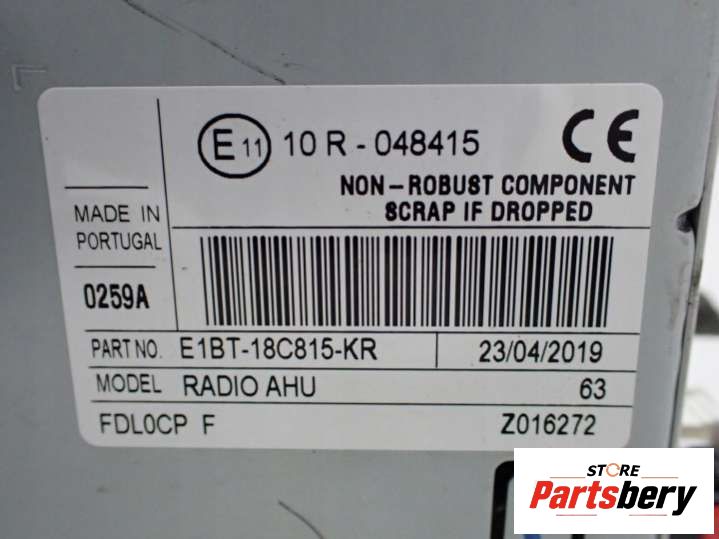 E 11 10 R - 048415 CE
NON-ROBUST COMPONENT
SCRAP IF DROPPED
MADE IN
PORTUGAL
0259A
PART NO. E1BT-18C815-KR 23/04/2019
MODEL RADIO AHU 63
FDL0CP F Z016272
STORE
Partsbery